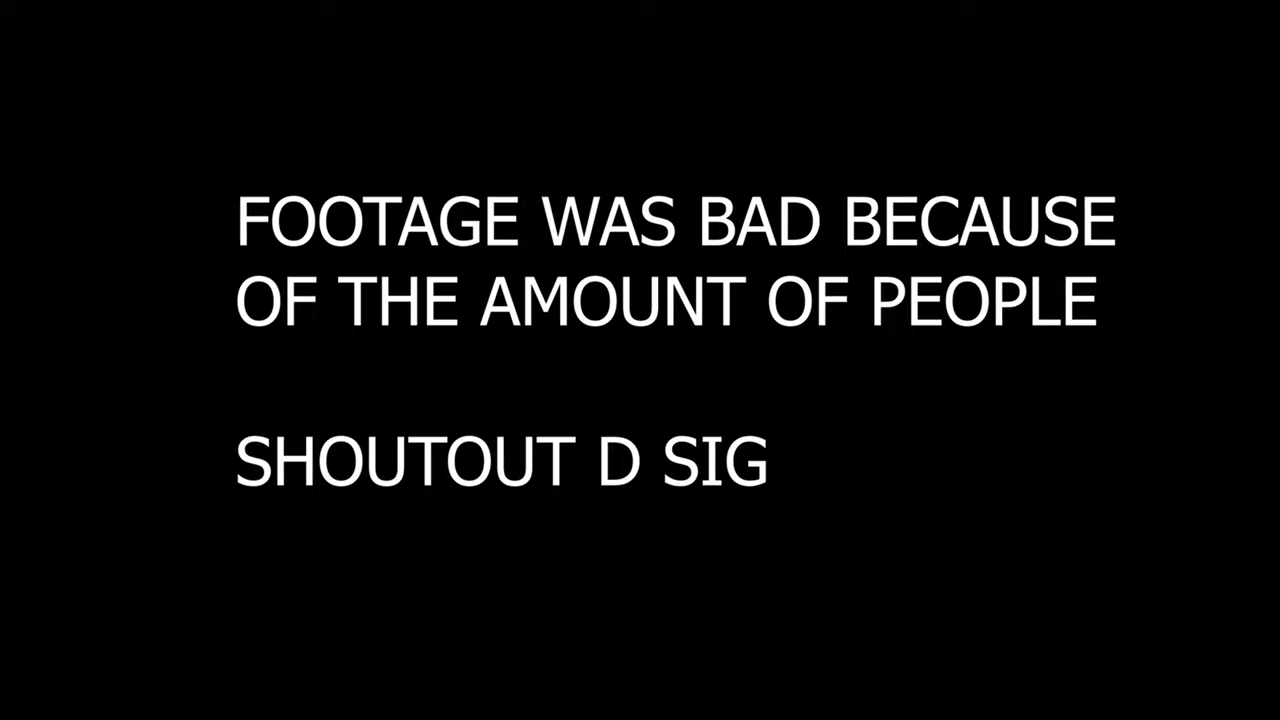 FOOTAGE WAS BAD BECAUSE
OF THE AMOUNT OF PEOPLE
SHOUTOUT D SIG